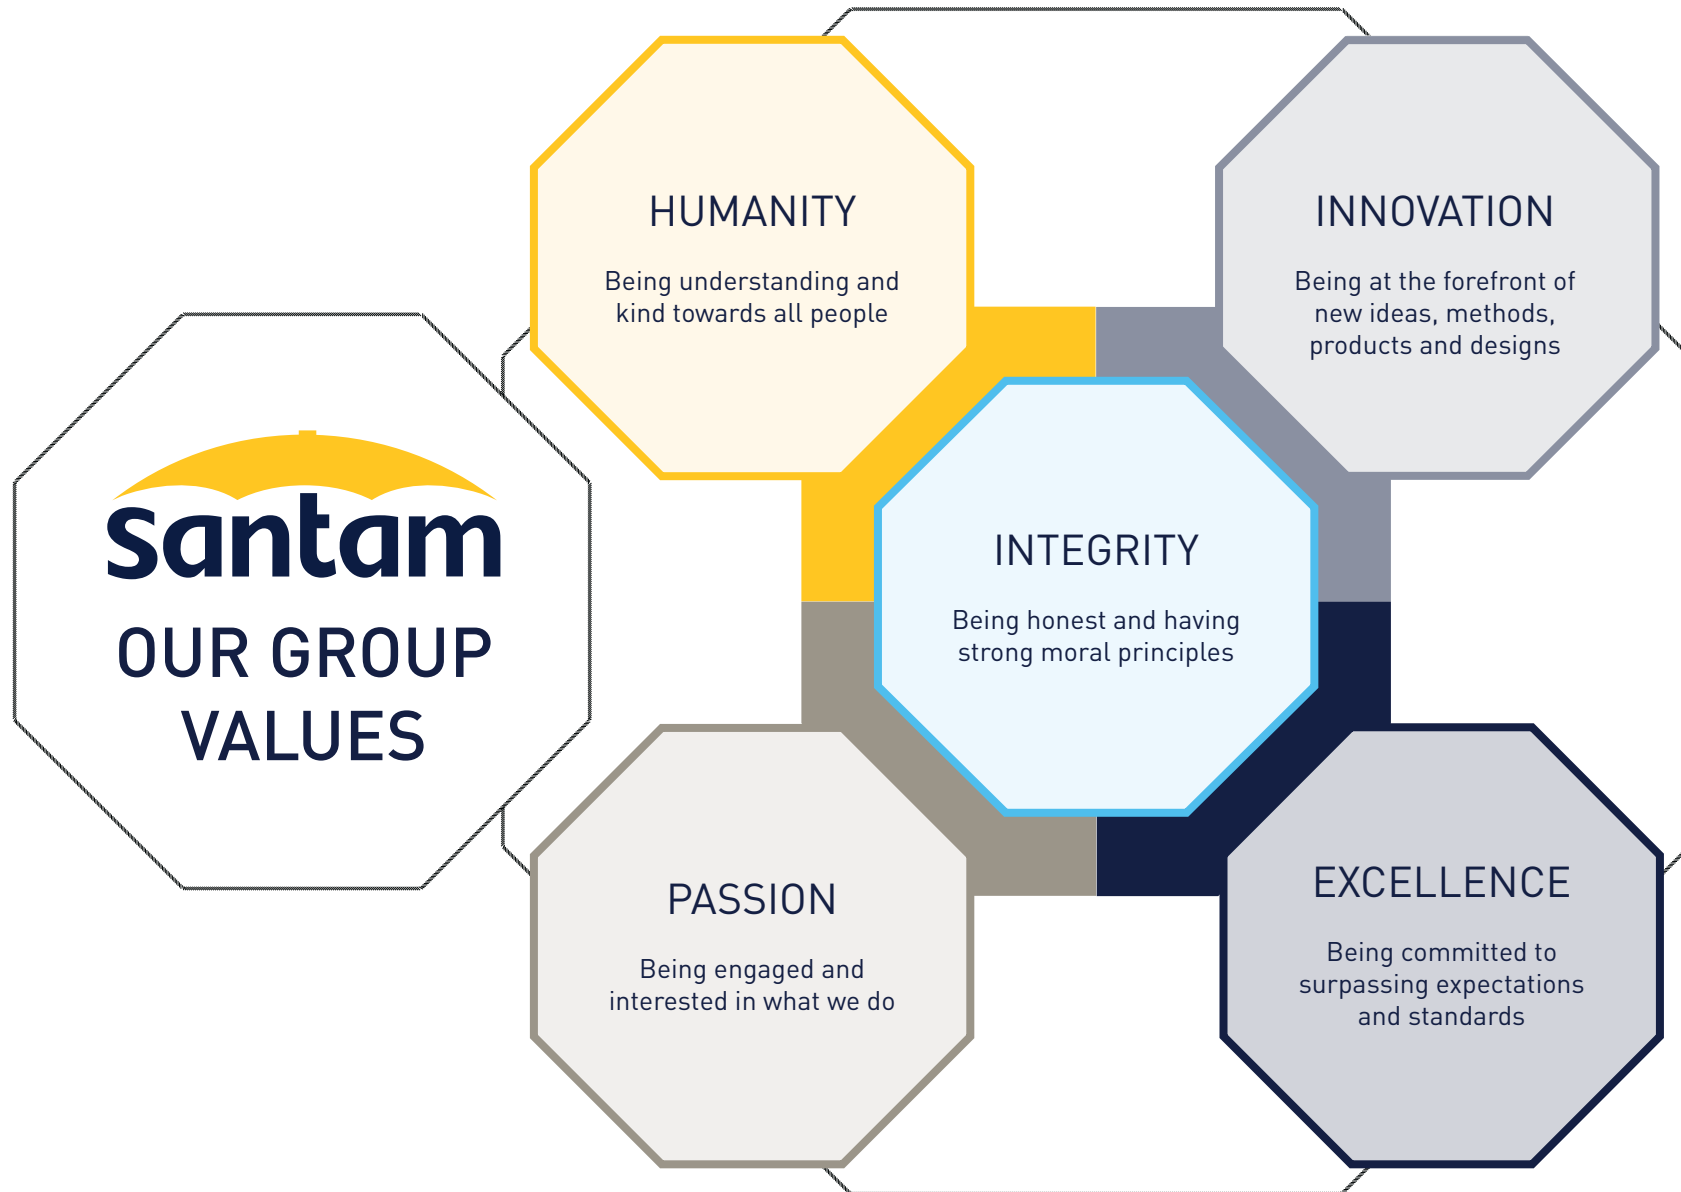 santam
OUR GROUP
VALUES
HUMANITY
Being understanding and
kind towards all people
INNOVATION
Being at the forefront of
new ideas, methods,
products and designs
INTEGRITY
Being honest and having
strong moral principles
PASSION
Being engaged and
interested in what we do
EXCELLENCE
Being committed to
surpassing expectations
and standards